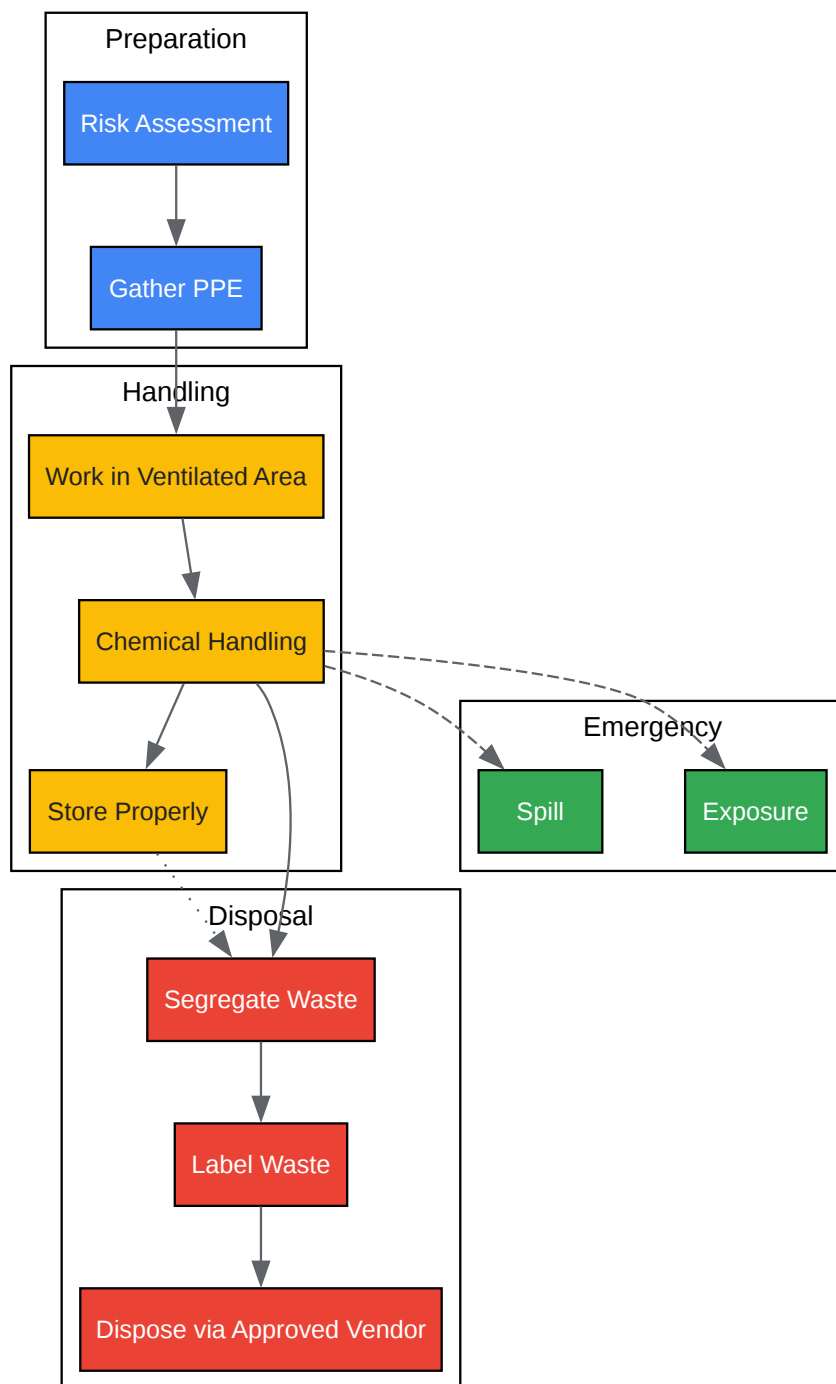 Preparation
Risk Assessment
Gather PPE
Handling
Work in Ventilated Area
Chemical Handling
Store Properly
Emergency
Spill
Exposure
Disposal
Segregate Waste
Label Waste
Dispose via Approved Vendor